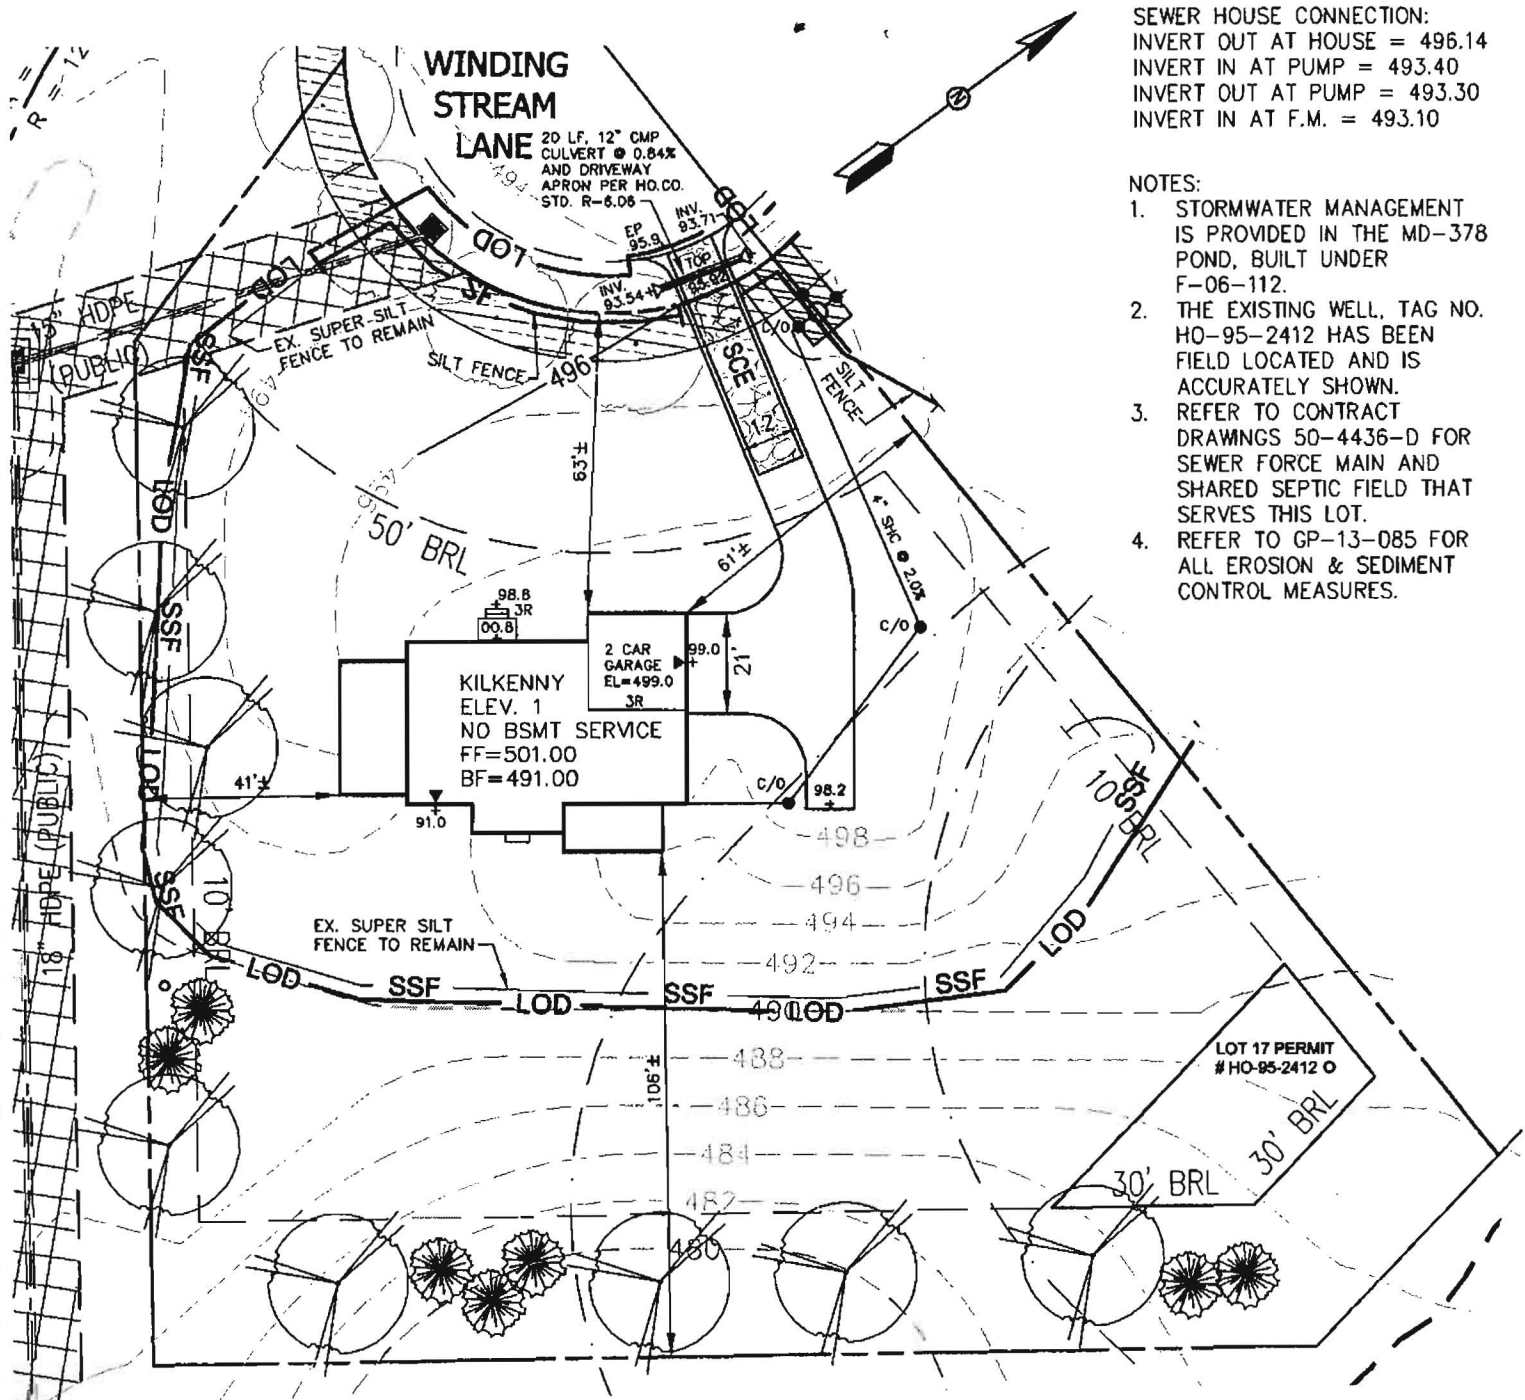 SEWER HOUSE CONNECTION:
INVERT OUT AT HOUSE = 496.14
INVERT IN AT PUMP = 493.40
INVERT OUT AT PUMP = 493.30
INVERT IN AT F.M. = 493.10
NOTES:
1. STORMWATER MANAGEMENT
IS PROVIDED IN THE MD-378
POND, BUILT UNDER
F-06-112.
2. THE EXISTING WELL, TAG NO.
HO-95-2412 HAS BEEN
FIELD LOCATED AND IS
ACCURATELY SHOWN.
3. REFER TO CONTRACT
DRAWINGS 50-4436-D FOR
SEWER FORCE MAIN AND
SHARED SEPTIC FIELD THAT
SERVES THIS LOT.
4. REFER TO GP-13-085 FOR
ALL EROSION & SEDIMENT
CONTROL MEASURES.
N
WINDING
STREAM
LANE
20 LF, 12" CMP
CULVERT @ 0.84%
AND DRIVEWAY
APRON PER HO.CO.
STD. R-6.06
494
EP
95.9
INV.
93.71
LOD
TOP
93.92
INV.
93.54
LOD
SF
LOD
15" HDPE
(PUBLIC)
EX. SUPER SILT
FENCE TO REMAIN
SILT FENCE
496
SSF
C/O
SCE
12'
SILT
FENCE
63'±
50' BRL
61'±
4" SHC @ 2.0%
C/O
LOD
SSF
98.8
3R
00.8
2 CAR
GARAGE
EL=499.0
3R
99.0
21'
KILKENNY
ELEV. 1
NO BSMT SERVICE
FF=501.00
BF=491.00
41'±
91.0
C/O
98.2
LOD
18" HDPE (PUBLIC)
SSF
10' BRL
SSF
10' BRL
498
496
494
492
490
488
486
484
482
480
EX. SUPER SILT
FENCE TO REMAIN
LOD
SSF
LOD
SSF
LOD
SSF
LOD
106'±
LOT 17 PERMIT
# HO-95-2412
30' BRL
30' BRL